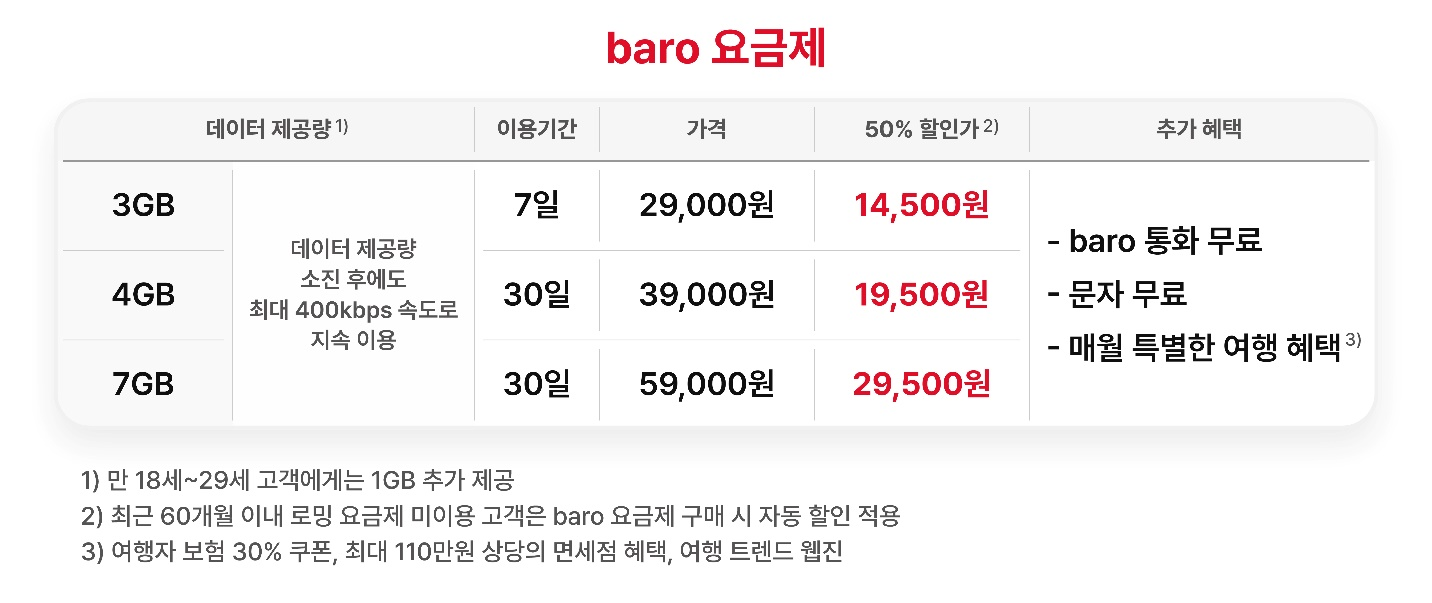 baro 요금제
데이터 제공량 1) 이용기간 가격 50% 할인가 2) 추가 혜택
3GB 7일 29,000원 14,500원
4GB 30일 39,000원 19,500원
7GB 30일 59,000원 29,500원
데이터 제공량
소진 후에도
최대 400kbps 속도로
지속 이용
- baro 통화 무료
- 문자 무료
- 매월 특별한 여행 혜택 3)
1) 만 18세~29세 고객에게는 1GB 추가 제공
2) 최근 60개월 이내 로밍 요금제 미이용 고객은 baro 요금제 구매 시 자동 할인 적용
3) 여행자 보험 30% 쿠폰, 최대 110만원 상당의 면세점 혜택, 여행 트렌드 웹진